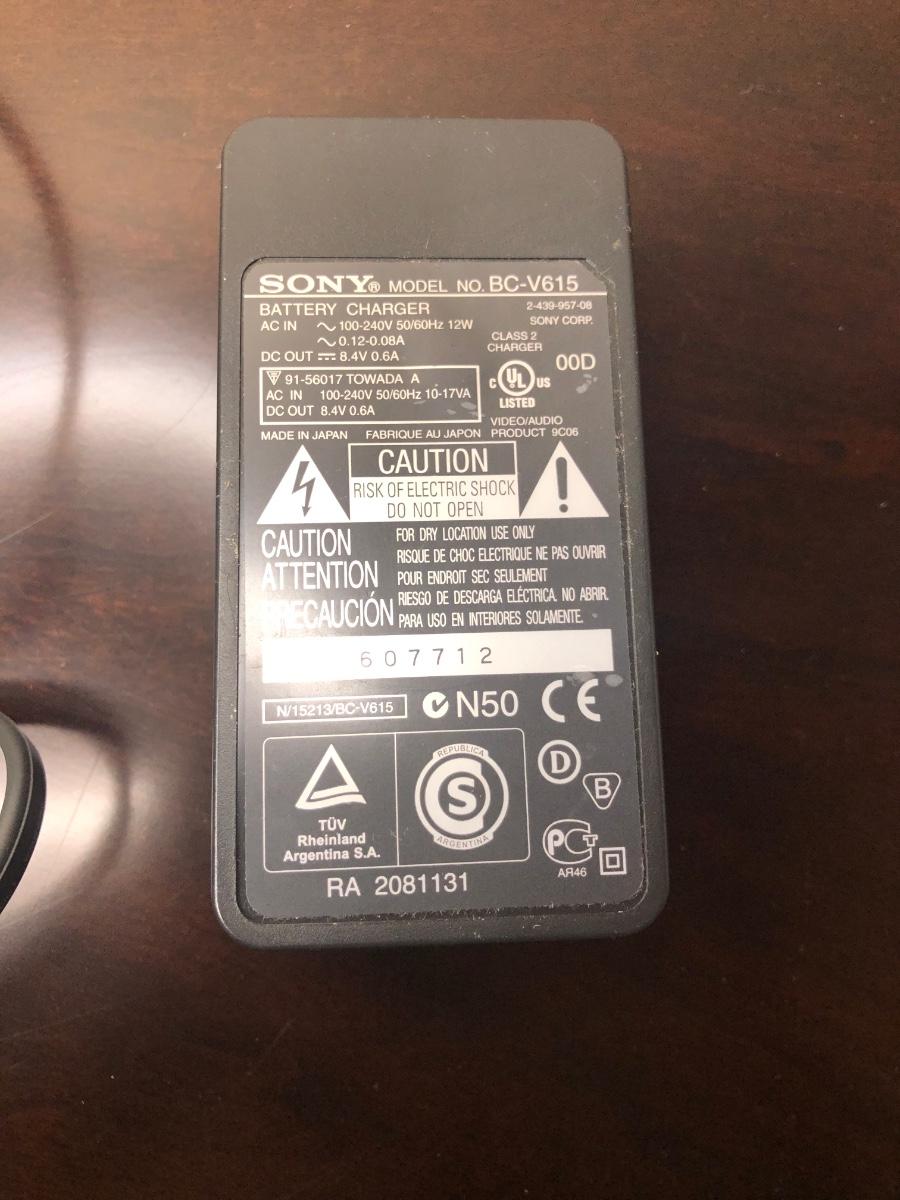 SONY® MODEL NO. BC-V615
BATTERY CHARGER 2-439-957-08
AC IN ~ 100-240V 50/60Hz 12W SONY CORP.
~ 0.12-0.08A
DC OUT ⎓ 8.4V 0.6A
CLASS 2
CHARGER
00D
C UL US
LISTED
91-56017 TOWADA A
AC IN 100-240V 50/60Hz 10-17VA
DC OUT 8.4V 0.6A
VIDEO/AUDIO
MADE IN JAPAN FABRIQUE AU JAPON PRODUCT 9C06
CAUTION
RISK OF ELECTRIC SHOCK
DO NOT OPEN
CAUTION
ATTENTION
PRECAUCIÓN
FOR DRY LOCATION USE ONLY
RISQUE DE CHOC ELECTRIQUE NE PAS OUVRIR
POUR ENDROIT SEC SEULEMENT
RIESGO DE DESCARGA ELÉCTRICA. NO ABRIR.
PARA USO EN INTERIORES SOLAMENTE.
607712
N/15213/BC-V615 N50 CE
TÜV
Rheinland
Argentina S.A.
REPUBLICA
S
ARGENTINA
D
B
PCT
АЯ46
RA 2081131